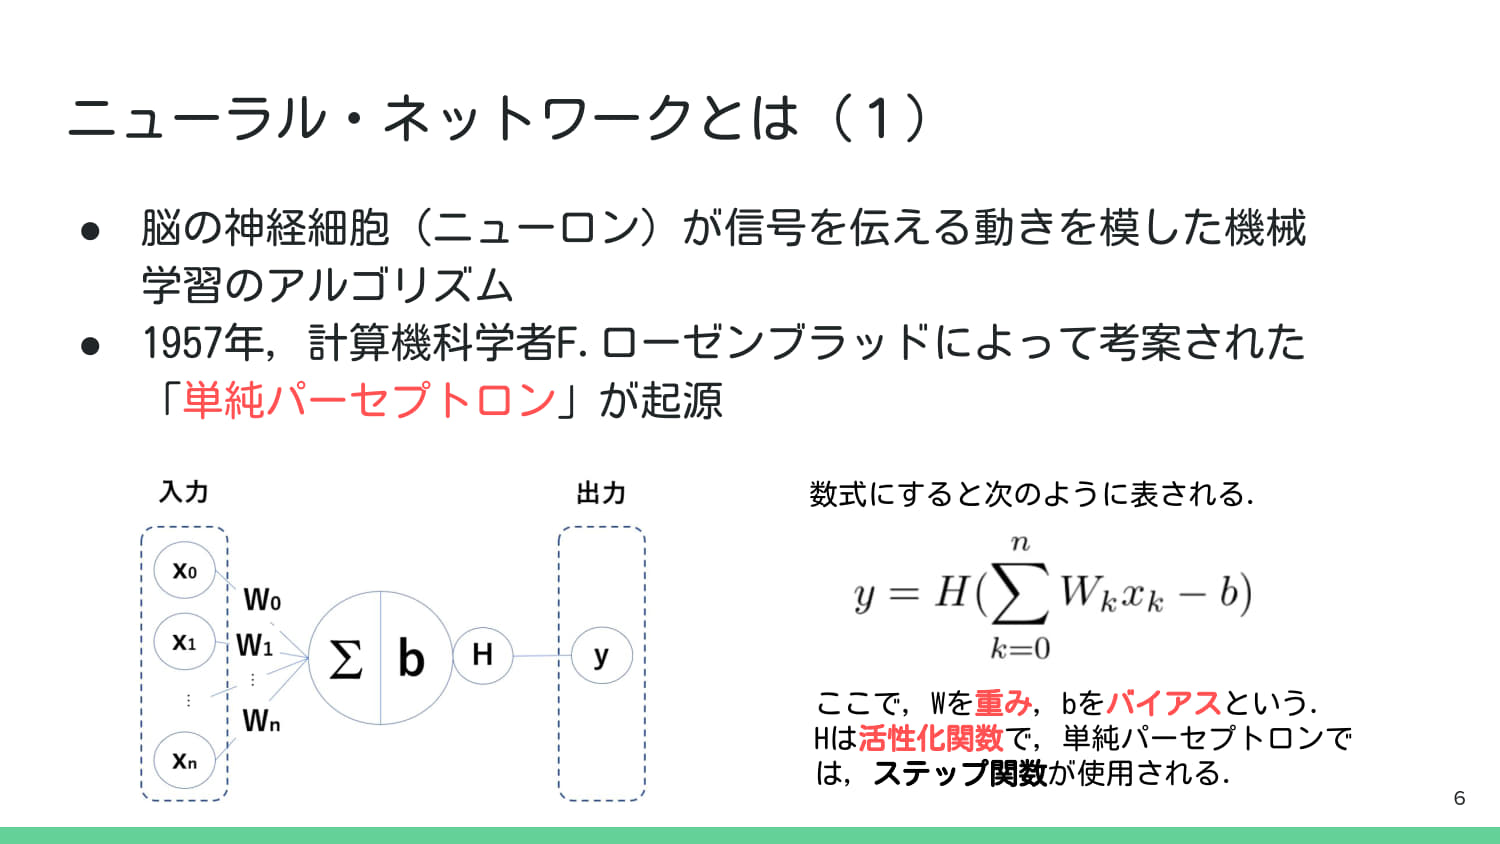 ニューラル・ネットワークとは（１）
● 脳の神経細胞（ニューロン）が信号を伝える動きを模した機械
学習のアルゴリズム
● 1957年，計算機科学者F.ローゼンブラッドによって考案された
「単純パーセプトロン」が起源
入力
出力
x0
x1
⋮
xn
W0
W1
⋮
Wn
Σ b
H
y
数式にすると次のように表される．
y = H(∑_{k=0}^{n} W_k x_k − b)
ここで，Wを重み，bをバイアスという．
Hは活性化関数で，単純パーセプトロンで
は，ステップ関数が使用される．
6